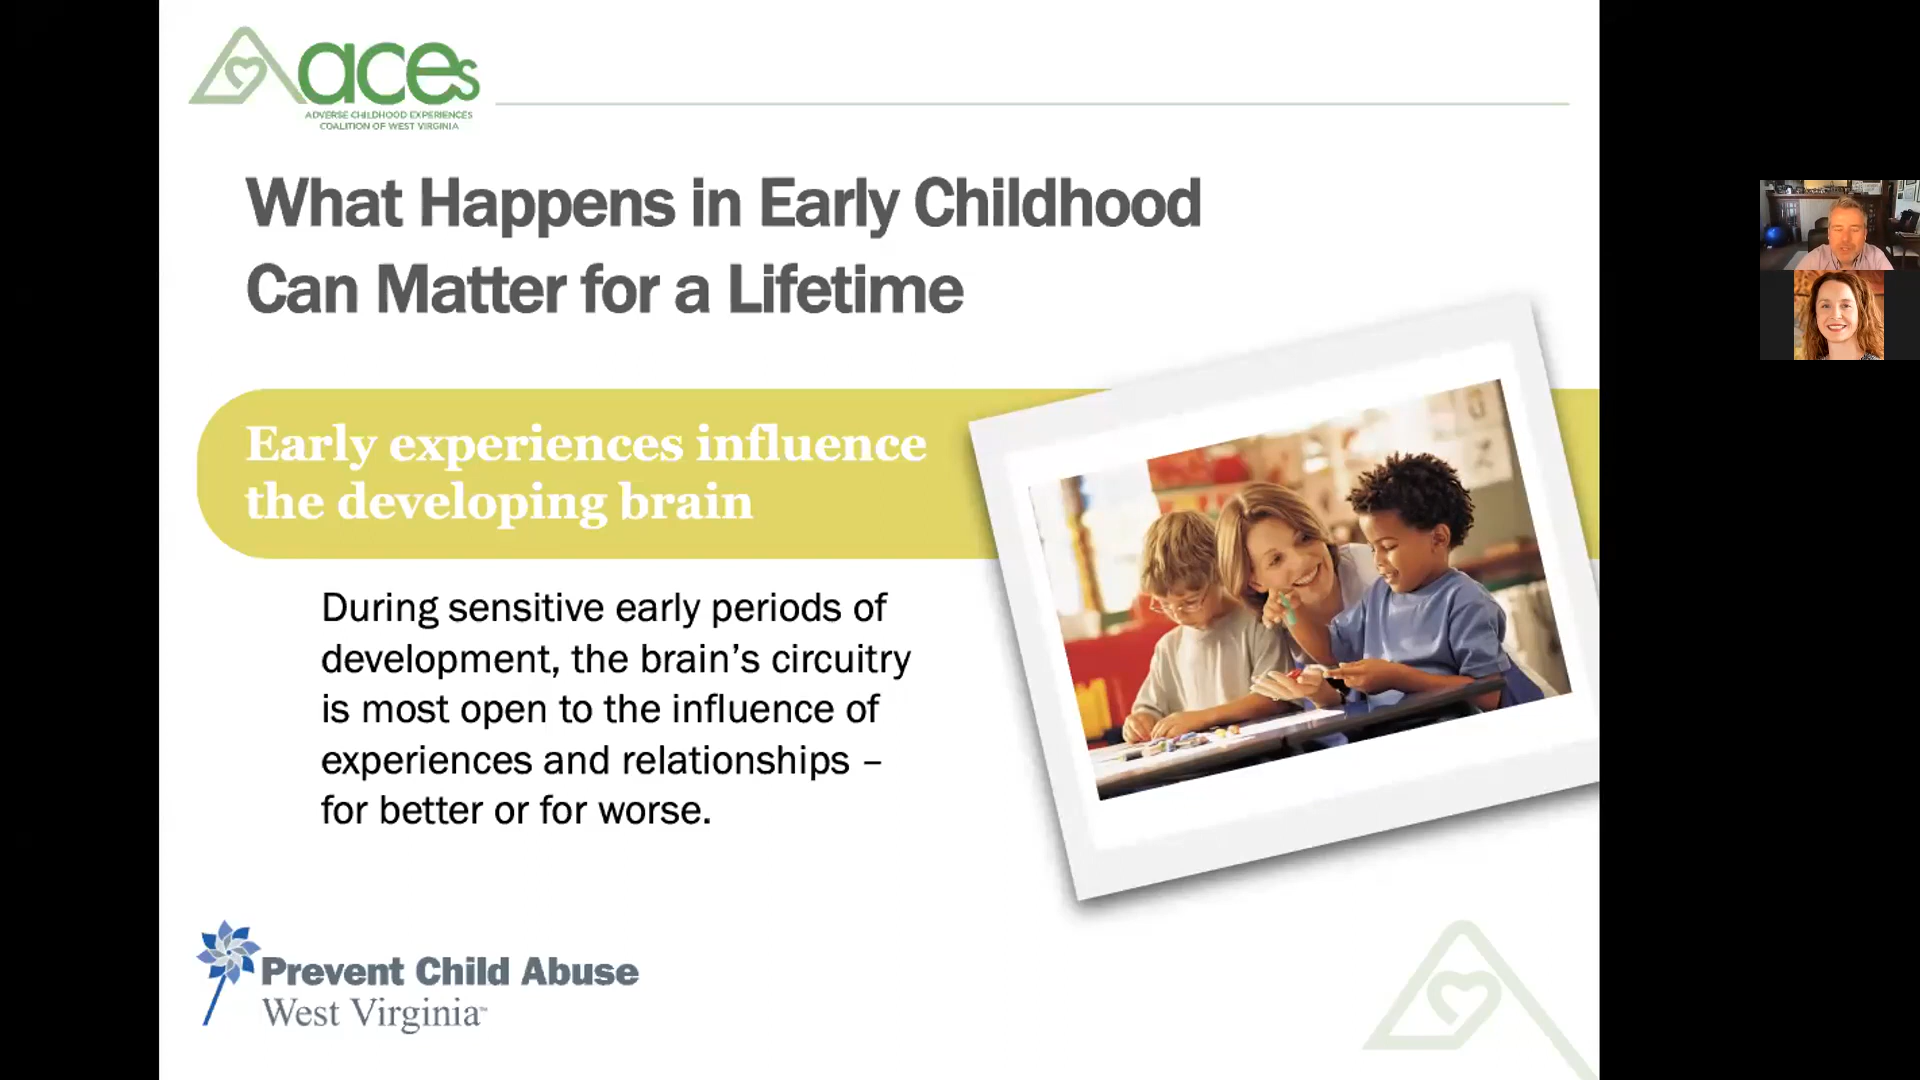 aces
ADVERSE CHILDHOOD EXPERIENCES
COALITION OF WEST VIRGINIA
What Happens in Early Childhood
Can Matter for a Lifetime
Early experiences influence
the developing brain
During sensitive early periods of
development, the brain’s circuitry
is most open to the influence of
experiences and relationships –
for better or for worse.
Prevent Child Abuse
West Virginia™